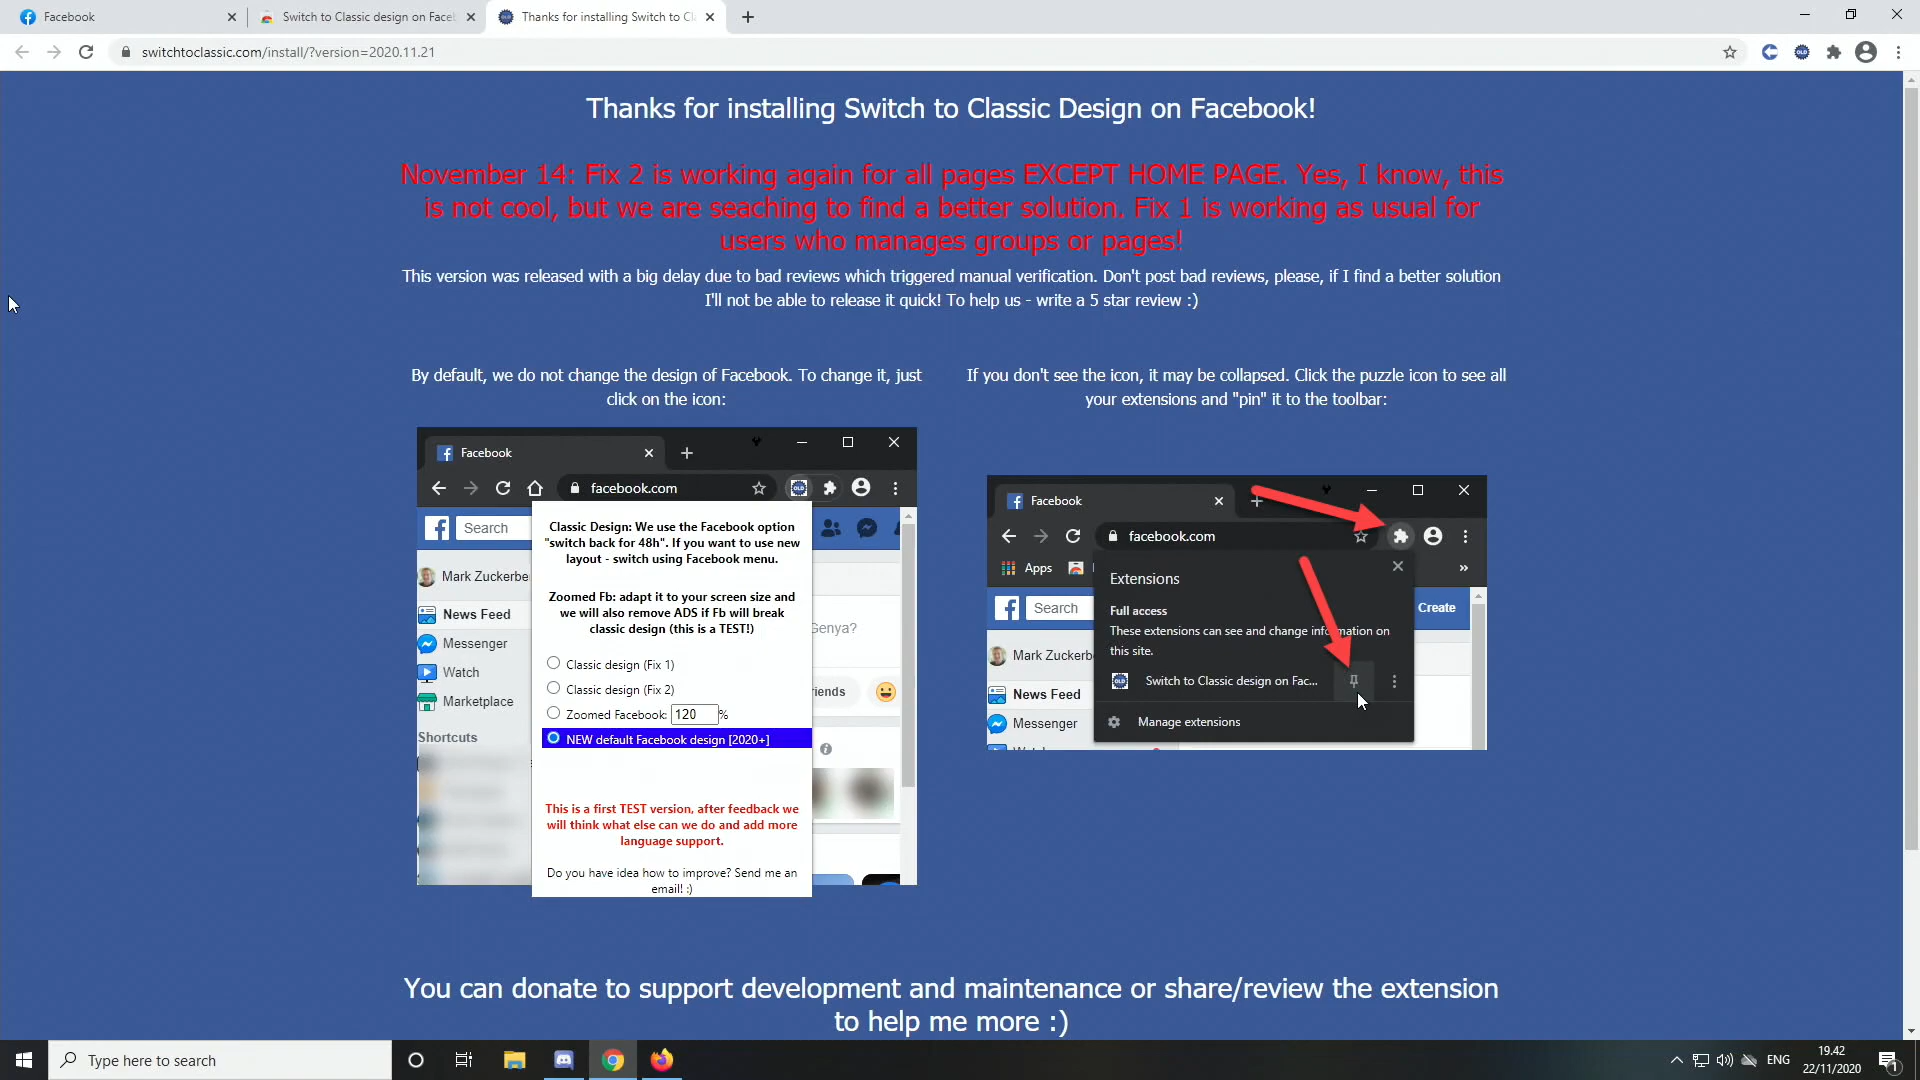 Facebook
Switch to Classic design on Facel
Thanks for installing Switch to Cl
switchtoclassic.com/install/?version=2020.11.21
Thanks for installing Switch to Classic Design on Facebook!
November 14: Fix 2 is working again for all pages EXCEPT HOME PAGE. Yes, I know, this
is not cool, but we are seaching to find a better solution. Fix 1 is working as usual for
users who manages groups or pages!
This version was released with a big delay due to bad reviews which triggered manual verification. Don't post bad reviews, please, if I find a better solution
I'll not be able to release it quick! To help us - write a 5 star review :)
By default, we do not change the design of Facebook. To change it, just
click on the icon:
Facebook
facebook.com
OLD
Search
Mark Zuckerbe
News Feed
Messenger
Watch
Marketplace
Shortcuts
Classic Design: We use the Facebook option
"switch back for 48h". If you want to use new
layout - switch using Facebook menu.
Zoomed Fb: adapt it to your screen size and
we will also remove ADS if Fb will break
classic design (this is a TEST!)
Genya?
Classic design (Fix 1)
Classic design (Fix 2)
riends
Zoomed Facebook: 120 %
NEW default Facebook design [2020+]
This is a first TEST version, after feedback we
will think what else can we do and add more
language support.
Do you have idea how to improve? Send me an
email! :)
If you don't see the icon, it may be collapsed. Click the puzzle icon to see all
your extensions and "pin" it to the toolbar:
Facebook
facebook.com
Apps
Search
Create
Mark Zuckerb
News Feed
Messenger
Extensions
Full access
These extensions can see and change information on
this site.
OLD
Switch to Classic design on Fac...
Manage extensions
You can donate to support development and maintenance or share/review the extension
to help me more :)
Type here to search
ENG
19.42
22/11/2020
1